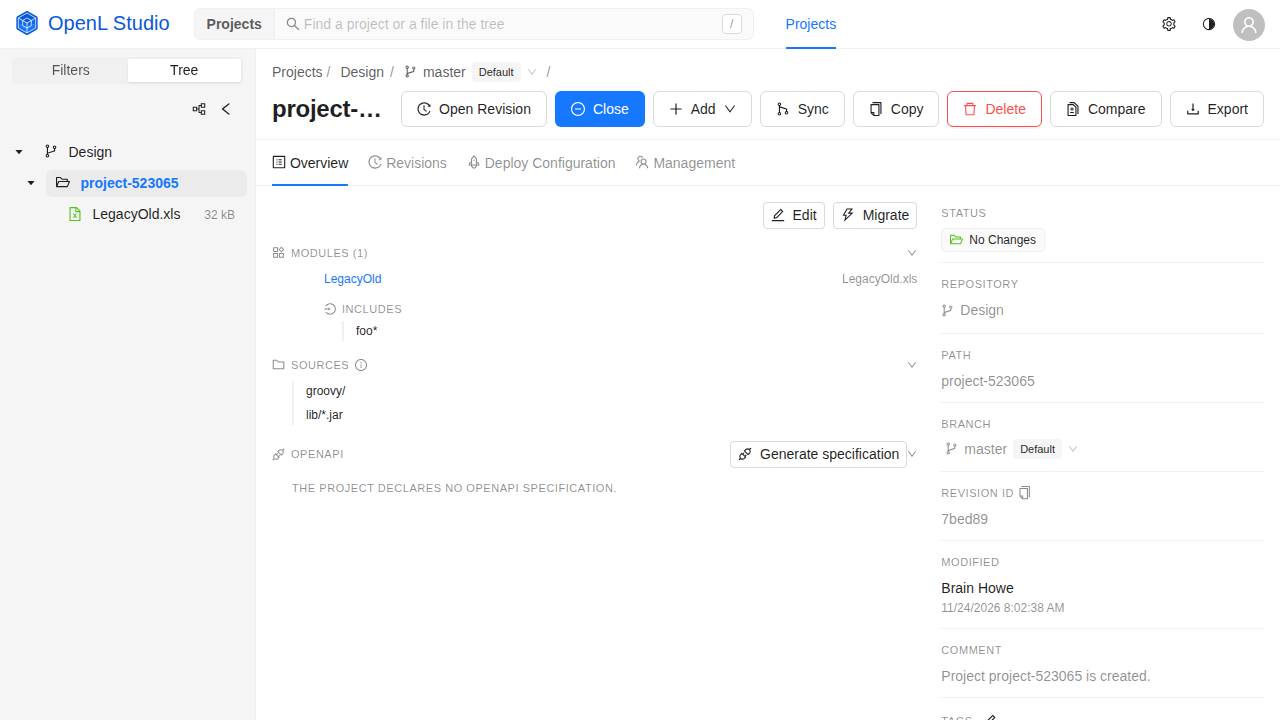 OpenL Studio
Projects
Find a project or a file in the tree
/
Projects
Filters
Tree
Design
project-523065
LegacyOld.xls 32 kB
Projects / Design / master Default /
project-...
Open Revision
Close
Add
Sync
Copy
Delete
Compare
Export
Overview
Revisions
Deploy Configuration
Management
Edit
Migrate
MODULES (1)
LegacyOld LegacyOld.xls
INCLUDES
foo*
SOURCES
groovy/
lib/*.jar
OPENAPI
Generate specification
THE PROJECT DECLARES NO OPENAPI SPECIFICATION.
STATUS
No Changes
REPOSITORY
Design
PATH
project-523065
BRANCH
master Default
REVISION ID
7bed89
MODIFIED
Brain Howe
11/24/2026 8:02:38 AM
COMMENT
Project project-523065 is created.
TAGS